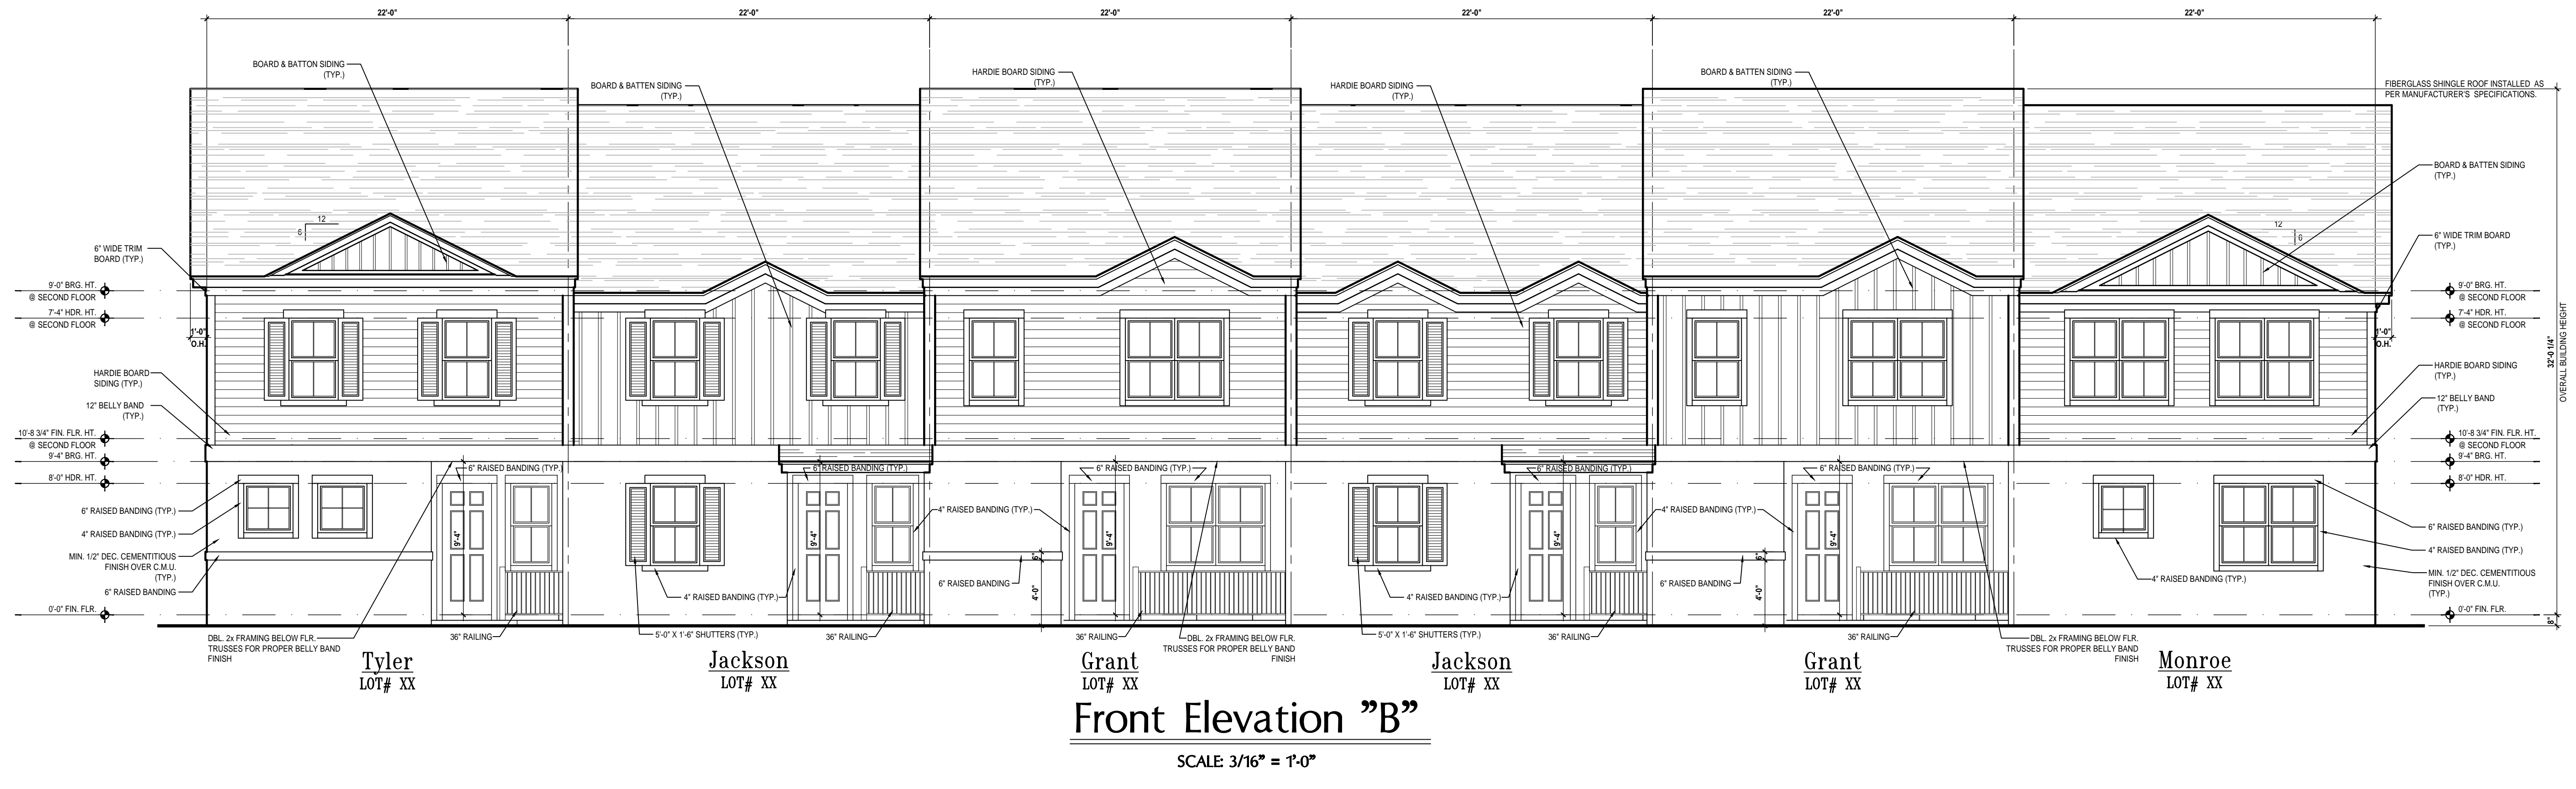 22'-0" 22'-0" 22'-0" 22'-0" 22'-0" 22'-0"
BOARD & BATTON SIDING
(TYP.)
BOARD & BATTEN SIDING
(TYP.)
HARDIE BOARD SIDING
(TYP.)
HARDIE BOARD SIDING
(TYP.)
BOARD & BATTEN SIDING
(TYP.)
FIBERGLASS SHINGLE ROOF INSTALLED AS
PER MANUFACTURER'S SPECIFICATIONS.
BOARD & BATTEN SIDING
(TYP.)
12
6
12
6
6" WIDE TRIM
BOARD (TYP.)
9'-0" BRG. HT.
@ SECOND FLOOR
7'-4" HDR. HT.
@ SECOND FLOOR
1'-0"
O.H.
HARDIE BOARD
SIDING (TYP.)
12" BELLY BAND
(TYP.)
10'-8 3/4" FIN. FLR. HT.
@ SECOND FLOOR
9'-4" BRG. HT.
8'-0" HDR. HT.
6" RAISED BANDING (TYP.)
4" RAISED BANDING (TYP.)
MIN. 1/2" DEC. CEMENTITIOUS
FINISH OVER C.M.U.
(TYP.)
6" RAISED BANDING
0'-0" FIN. FLR.
6" RAISED BANDING (TYP.)
6" RAISED BANDING (TYP.)
6" RAISED BANDING (TYP.)
6" RAISED BANDING (TYP.)
6" RAISED BANDING (TYP.)
9'-4"
9'-4"
9'-4"
9'-4"
9'-4"
4" RAISED BANDING (TYP.)
4" RAISED BANDING (TYP.)
6"
6"
6" RAISED BANDING
6" RAISED BANDING
4'-0"
4'-0"
4" RAISED BANDING (TYP.)
4" RAISED BANDING (TYP.)
4" RAISED BANDING (TYP.)
6" WIDE TRIM BOARD
(TYP.)
9'-0" BRG. HT.
@ SECOND FLOOR
7'-4" HDR. HT.
@ SECOND FLOOR
1'-0"
O.H.
32'-0 1/4"
OVERALL BUILDING HEIGHT
HARDIE BOARD SIDING
(TYP.)
12" BELLY BAND
(TYP.)
10'-8 3/4" FIN. FLR. HT.
@ SECOND FLOOR
9'-4" BRG. HT.
8'-0" HDR. HT.
6" RAISED BANDING (TYP.)
4" RAISED BANDING (TYP.)
MIN. 1/2" DEC. CEMENTITIOUS
FINISH OVER C.M.U.
(TYP.)
0'-0" FIN. FLR.
8"
DBL. 2x FRAMING BELOW FLR.
TRUSSES FOR PROPER BELLY BAND
FINISH
36" RAILING
5'-0" X 1'-6" SHUTTERS (TYP.)
36" RAILING
36" RAILING
DBL. 2x FRAMING BELOW FLR.
TRUSSES FOR PROPER BELLY BAND
FINISH
5'-0" X 1'-6" SHUTTERS (TYP.)
36" RAILING
36" RAILING
DBL. 2x FRAMING BELOW FLR.
TRUSSES FOR PROPER BELLY BAND
FINISH
Tyler
LOT# XX
Jackson
LOT# XX
Grant
LOT# XX
Jackson
LOT# XX
Grant
LOT# XX
Monroe
LOT# XX
Front Elevation "B"
SCALE: 3/16" = 1'-0"